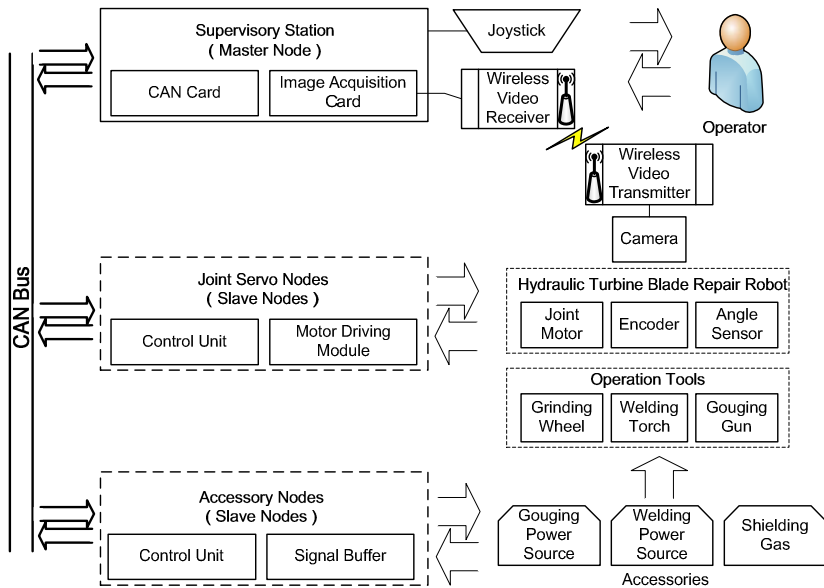 Supervisory Station
( Master Node )
CAN Card
Image Acquisition
Card
Joystick
Wireless
Video
Receiver
Operator
Wireless
Video
Transmitter
Camera
CAN Bus
Joint Servo Nodes
( Slave Nodes )
Control Unit
Motor Driving
Module
Hydraulic Turbine Blade Repair Robot
Joint
Motor
Encoder
Angle
Sensor
Operation Tools
Grinding
Wheel
Welding
Torch
Gouging
Gun
Accessory Nodes
( Slave Nodes )
Control Unit
Signal Buffer
Gouging
Power
Source
Welding
Power
Source
Shielding
Gas
Accessories